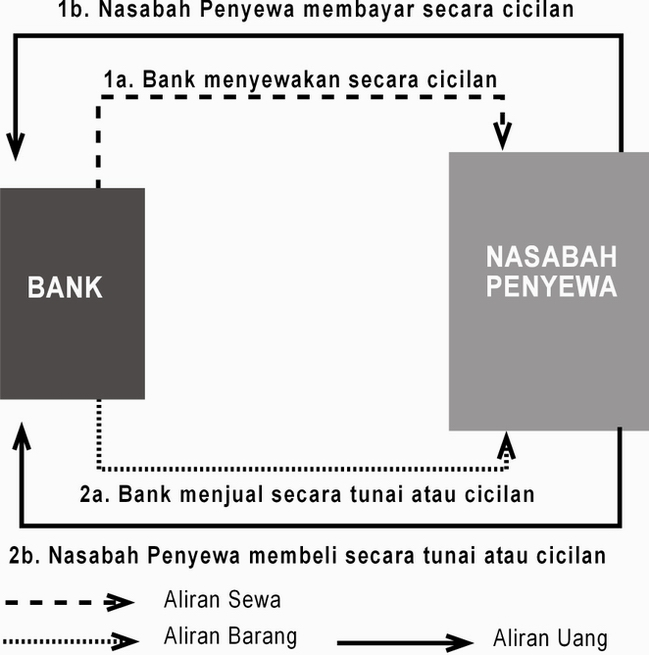 1b. Nasabah Penyewa membayar secara cicilan
1a. Bank menyewakan secara cicilan
BANK
NASABAH
PENYEWA
2a. Bank menjual secara tunai atau cicilan
2b. Nasabah Penyewa membeli secara tunai atau cicilan
Aliran Sewa
Aliran Barang
Aliran Uang